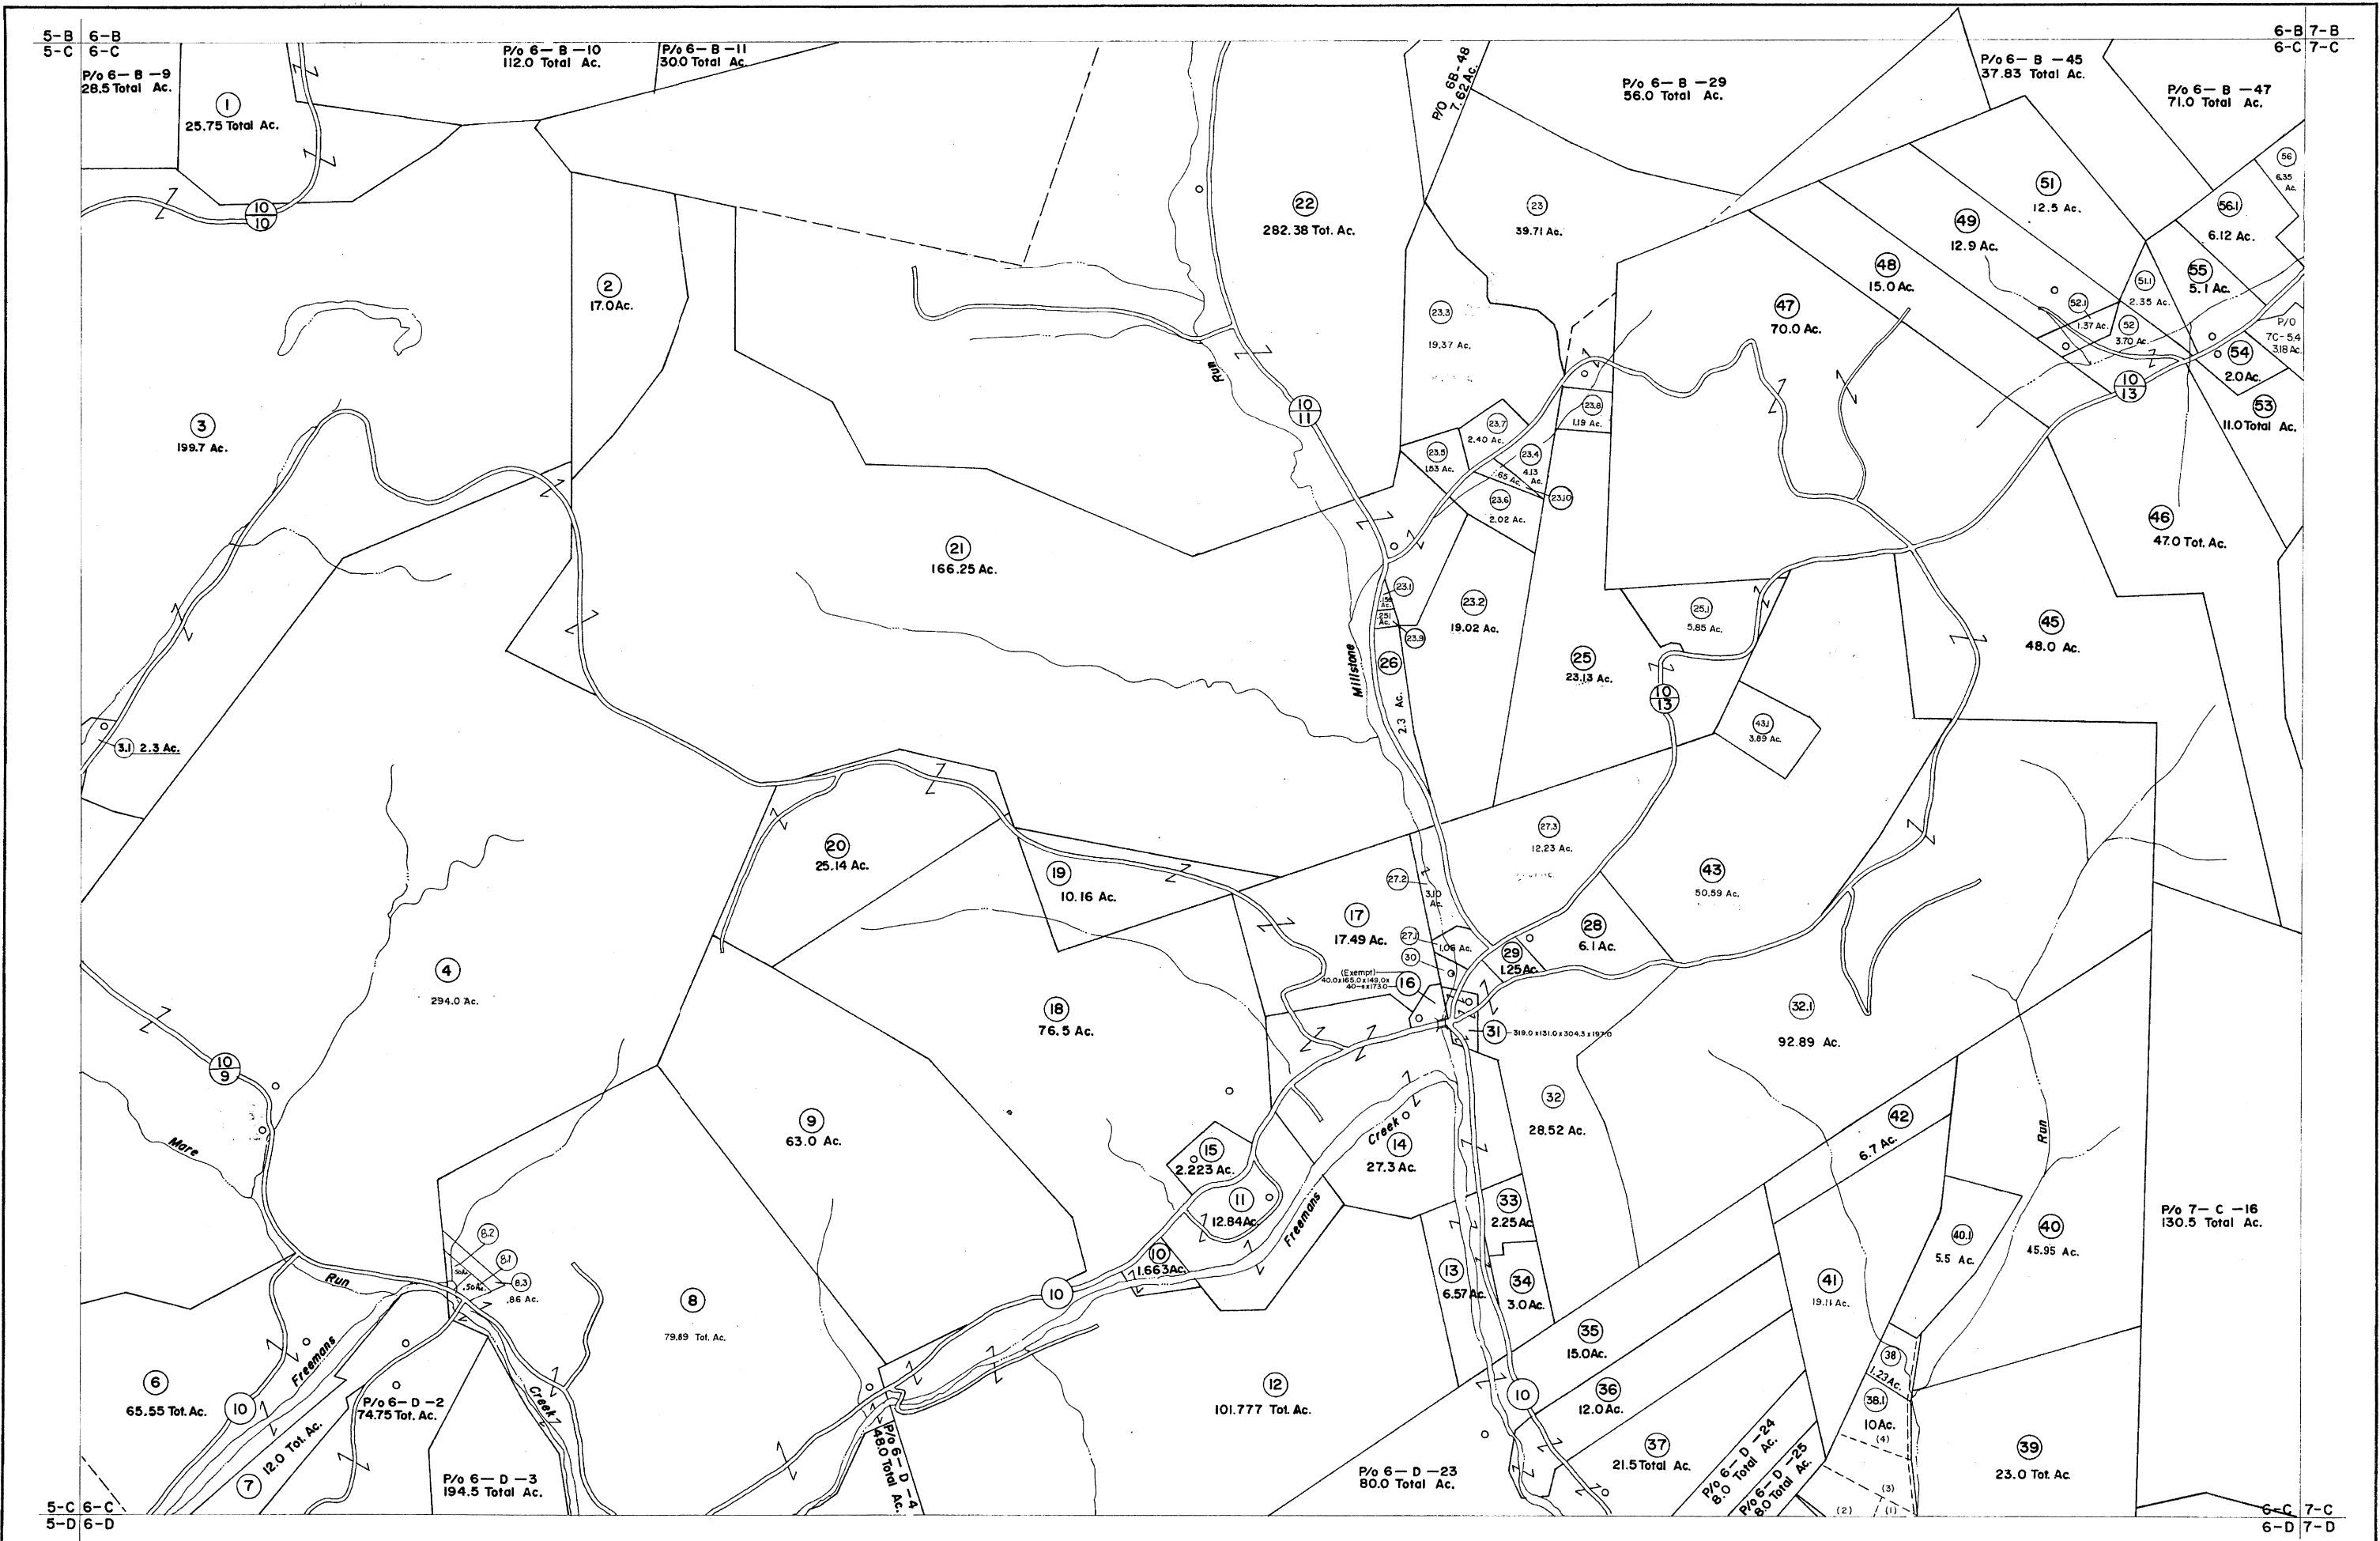 5-B 6-B
5-C 6-C
6-B 7-B
6-C 7-C
P/o 6-B-9
28.5 Total Ac.
1
25.75 Total Ac.
P/o 6-B-10
112.0 Total Ac.
P/o 6-B-11
30.0 Total Ac.
P/O 6B-48
7.62 Ac.
P/o 6-B-29
56.0 Total Ac.
P/o 6-B-45
37.83 Total Ac.
P/o 6-B-47
71.0 Total Ac.
10
10
2
17.0 Ac.
22
282.38 Tot. Ac.
23
39.71 Ac.
51
12.5 Ac.
49
12.9 Ac.
48
15.0 Ac.
47
70.0 Ac.
56
6.35
Ac.
56.1
6.12 Ac.
55
5.1 Ac.
51.1
2.35 Ac.
52.1
1.37 Ac.
52
3.70 Ac.
P/O
7C-5.4
3.18 Ac.
54
2.0 Ac.
10
13
53
11.0 Total Ac.
23.3
19.37 Ac.
Run
10
11
3
199.7 Ac.
23.8
1.19 Ac.
23.7
2.40 Ac.
23.5
1.53 Ac.
23.4
4.13
Ac.
.65 Ac.
23.10
23.6
2.02 Ac.
46
47.0 Tot. Ac.
21
166.25 Ac.
23.1
Ac.
.251
Ac.
23.9
23.2
19.02 Ac.
25.1
5.85 Ac.
45
48.0 Ac.
Millstone
26
2.3 Ac.
25
23.13 Ac.
10
13
43.1
3.89 Ac.
3.1 2.3 Ac.
20
25.14 Ac.
19
10.16 Ac.
27.3
12.23 Ac.
27.2
3.10
Ac.
43
50.59 Ac.
17
17.49 Ac.
27.1
1.06 Ac.
28
6.1 Ac.
29
1.25 Ac.
30
(Exempt)
40.0x165.0x149.0x
40-x173.0
16
31
319.0x131.0x304.3x197.0
4
294.0 Ac.
18
76.5 Ac.
32.1
92.89 Ac.
10
9
Mare
9
63.0 Ac.
32
28.52 Ac.
15
2.223 Ac.
Creek
14
27.3 Ac.
42
6.7 Ac.
Run
11
12.84 Ac.
Freemans
33
2.25 Ac
40.1
5.5 Ac.
40
45.95 Ac.
P/o 7-C-16
130.5 Total Ac.
8.2
8.1
8.3
.50 Ac.
.86 Ac.
Run
10
1.663 Ac.
10
13
6.57 Ac.
34
3.0 Ac.
41
19.11 Ac.
8
79.89 Tot. Ac.
35
15.0 Ac.
38
1.23 Ac.
Freemans
6
65.55 Tot. Ac.
10
P/o 6-D-2
74.75 Tot. Ac.
Creek
12
101.777 Tot. Ac.
10
36
12.0 Ac.
38.1
10 Ac.
(4)
7
12.0 Tot. Ac.
P/o 6-D-3
194.5 Total Ac.
P/o 6-D-4
48.0 Total Ac.
P/o 6-D-23
80.0 Total Ac.
37
21.5 Total Ac.
P/o 6-D-24
8.0 Total Ac.
P/o 6-D-25
8.0 Total Ac.
39
23.0 Tot. Ac.
(3)
(2)
(1)
5-C 6-C
5-D 6-D
6-C 7-C
6-D 7-D